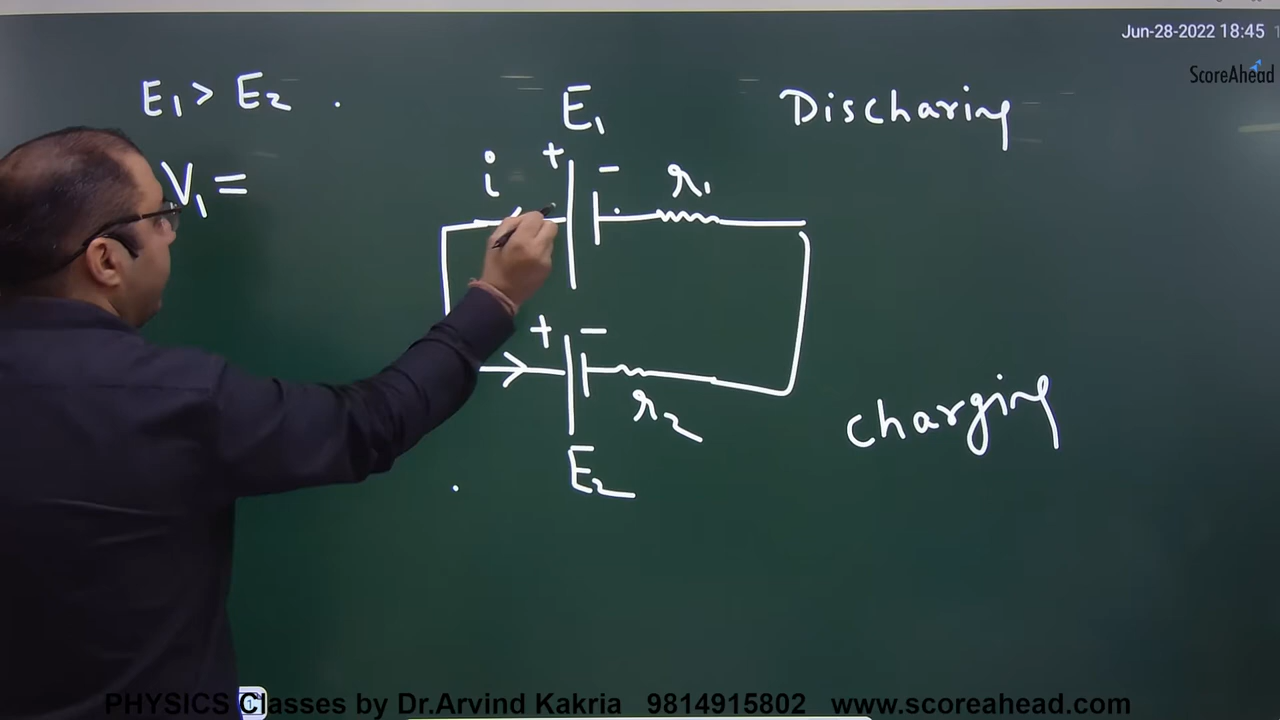 Jun-28-2022 18:45
ScoreAhead
E₁ > E₂ .
E₁
Discharing
V₁ =
i
+ -
r₁
+ -
r₂
charging
E₂
PHYSICS Classes by Dr.Arvind Kakria 9814915802 www.scoreahead.com